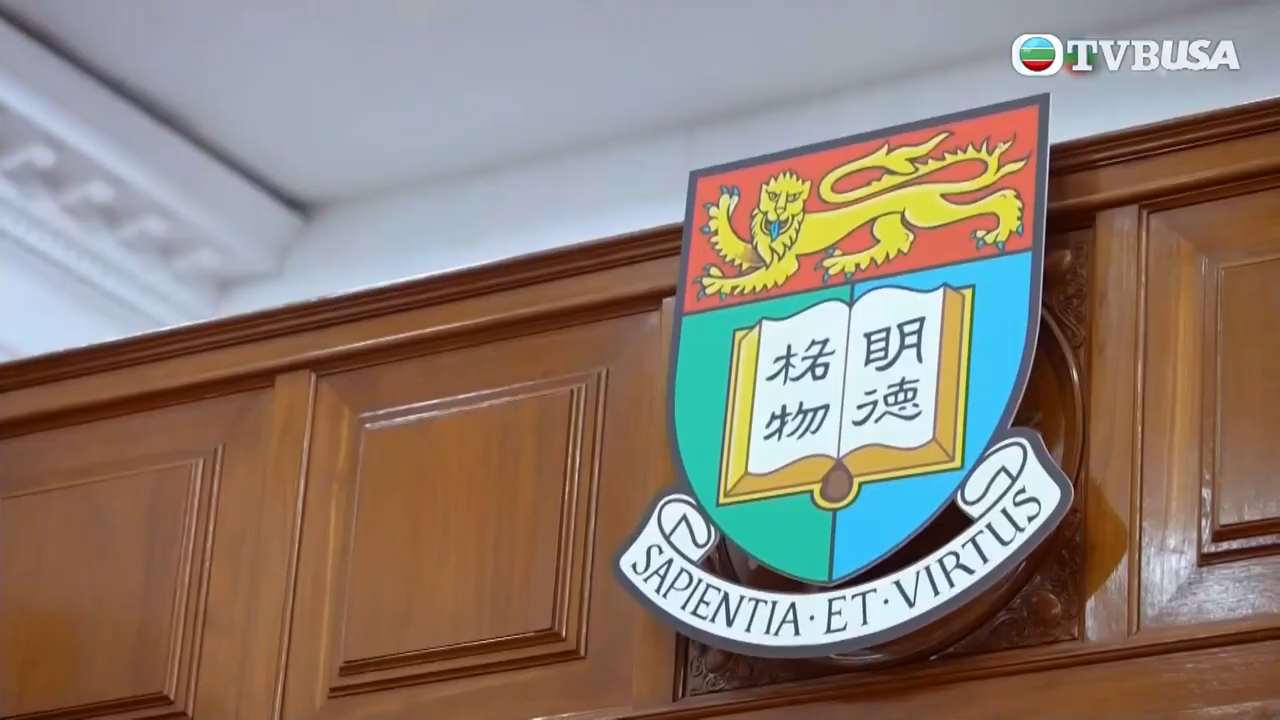 TVBUSA
明德
格物
SAPIENTIA · ET · VIRTUS